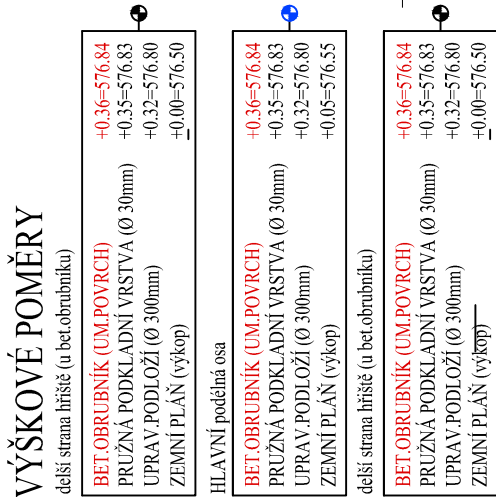 VÝŠKOVÉ POMĚRY
delší strana hřiště (u bet.obrubniku)
BET.OBRUBNÍK (UM.POVRCH) +0.36=576.84
PRUŽNÁ PODKLADNÍ VRSTVA (Ø 30mm) +0.35=576.83
UPRAV.PODLOŽÍ (Ø 300mm) +0.32=576.80
ZEMNÍ PLÁŇ (výkop) +0.00=576.50
HLAVNÍ podélná osa
BET.OBRUBNÍK (UM.POVRCH) +0.36=576.84
PRUŽNÁ PODKLADNÍ VRSTVA (Ø 30mm) +0.35=576.83
UPRAV.PODLOŽÍ (Ø 300mm) +0.32=576.80
ZEMNÍ PLÁŇ (výkop) +0.05=576.55
delší strana hřiště (u bet.obrubníku)
BET.OBRUBNÍK (UM.POVRCH) +0.36=576.84
PRUŽNÁ PODKLADNÍ VRSTVA (Ø 30mm) +0.35=576.83
UPRAV.PODLOŽÍ (Ø 300mm) +0.32=576.80
ZEMNÍ PLÁŇ (výkop) +0.00=576.50